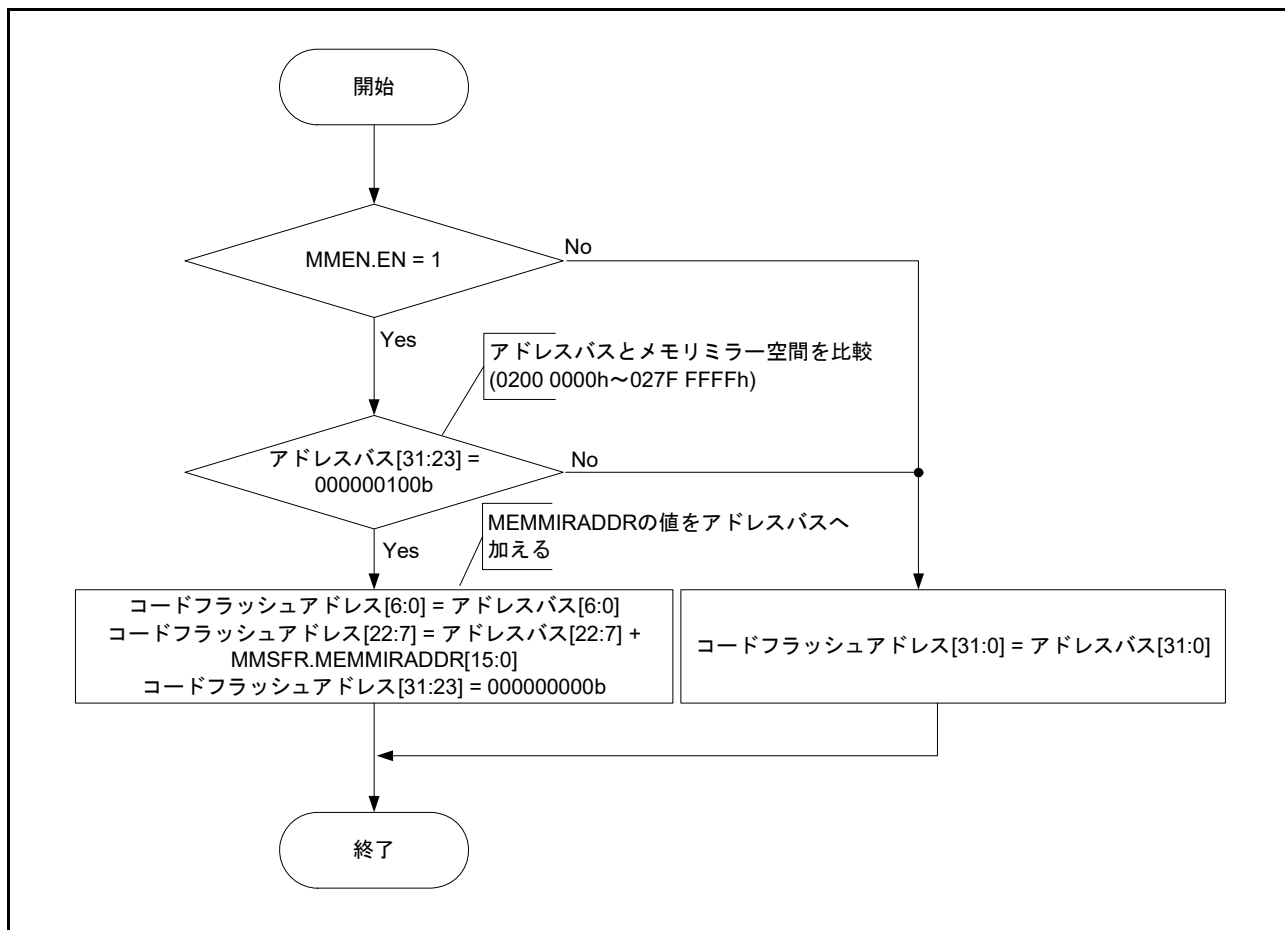 開始
MMEN.EN = 1
No
Yes
アドレスバスとメモリミラー空間を比較
(0200 0000h～027F FFFFh)
アドレスバス[31:23] =
000000100b
No
Yes
MEMMIRADDRの値をアドレスバスへ
加える
コードフラッシュアドレス[6:0] = アドレスバス[6:0]
コードフラッシュアドレス[22:7] = アドレスバス[22:7] +
MMSFR.MEMMIRADDR[15:0]
コードフラッシュアドレス[31:23] = 000000000b
コードフラッシュアドレス[31:0] = アドレスバス[31:0]
終了